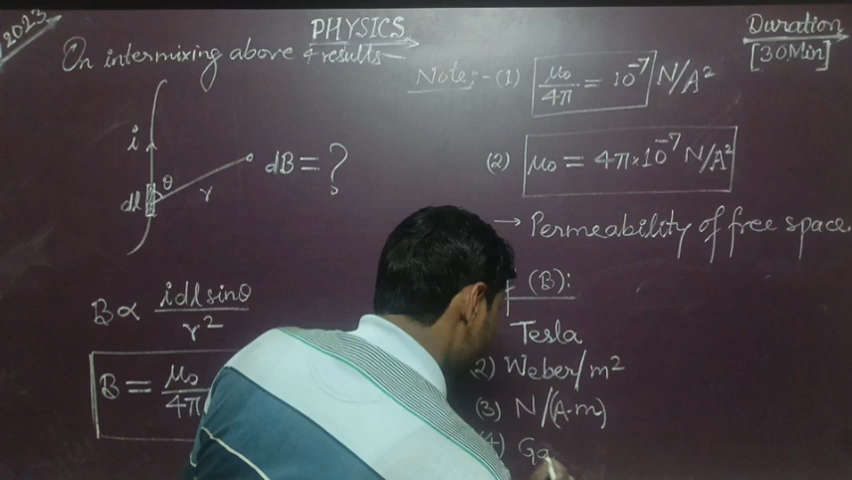 2023
PHYSICS
Duration
[30Min]
On intermixing above 4 results—
i
θ
dl
r
dB = ?
B ∝ idl sinθ / r²
B = μ₀ / 4π
Note:- (1) μ₀/4π = 10⁻⁷ N/A²
(2) μ₀ = 4π×10⁻⁷ N/A²
→ Permeability of free space.
(B):
Tesla
2) Weber/m²
(3) N/(A-m)
(4) Ga